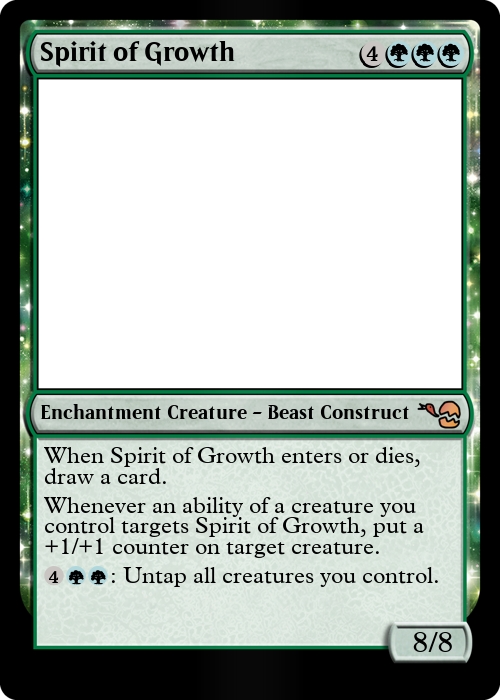 Spirit of Growth 4
Enchantment Creature – Beast Construct
When Spirit of Growth enters or dies,
draw a card.
Whenever an ability of a creature you
control targets Spirit of Growth, put a
+1/+1 counter on target creature.
4 : Untap all creatures you control.
8/8